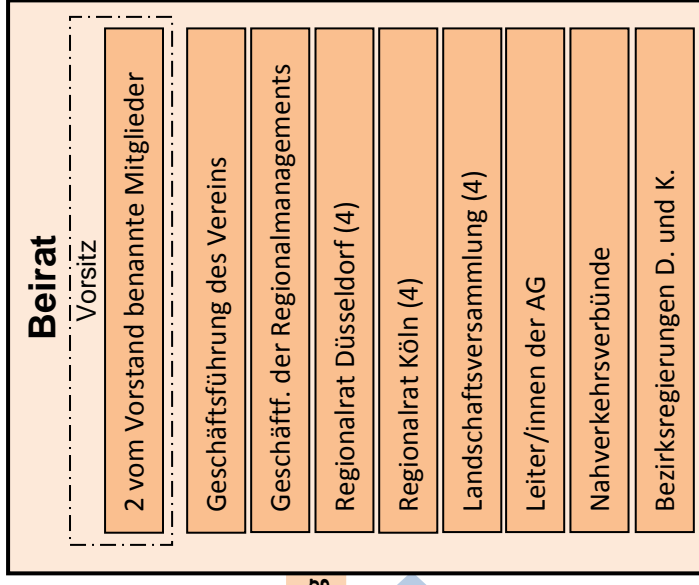 Beirat
Vorsitz
2 vom Vorstand benannte Mitglieder
Geschäftsführung des Vereins
Geschäftf. der Regionalmanagements
Regionalrat Düsseldorf (4)
Regionalrat Köln (4)
Landschaftsversammlung (4)
Leiter/innen der AG
Nahverkehrsverbünde
Bezirksregierungen D. und K.